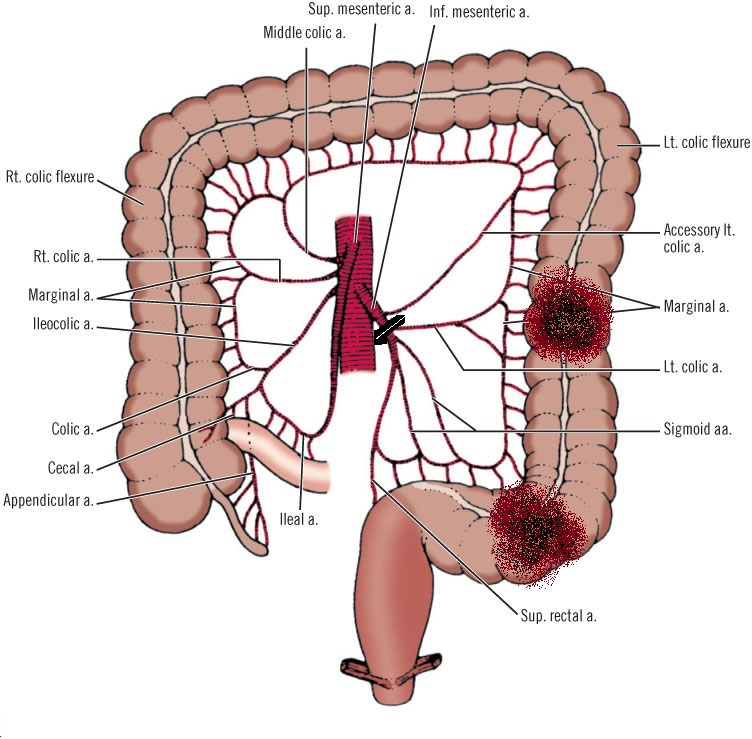 Sup. mesenteric a.
Inf. mesenteric a.
Middle colic a.
Lt. colic flexure
Rt. colic flexure
Accessory lt.
colic a.
Rt. colic a.
Marginal a.
Marginal a.
Ileocolic a.
Lt. colic a.
Colic a.
Sigmoid aa.
Cecal a.
Appendicular a.
Ileal a.
Sup. rectal a.